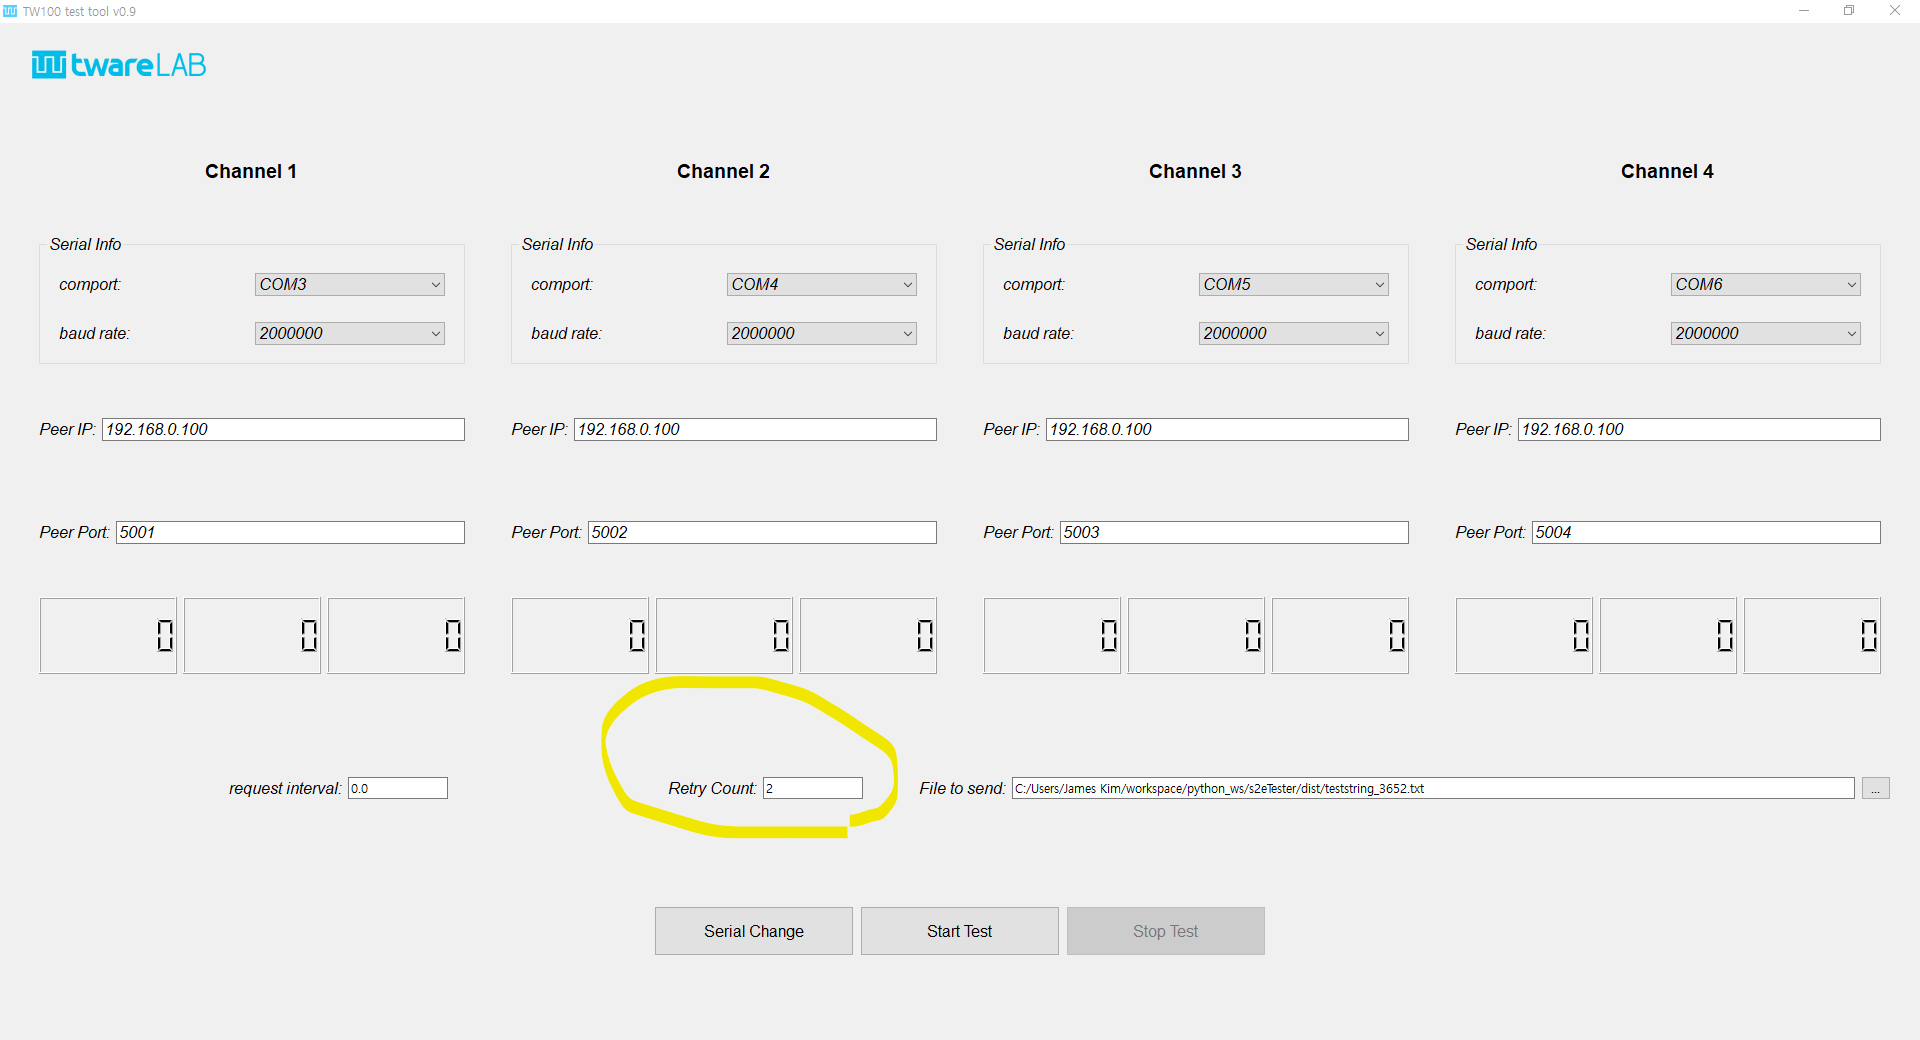 TW100 test tool v0.9
twareLAB
Channel 1 Channel 2 Channel 3 Channel 4
Serial Info Serial Info Serial Info Serial Info
comport: COM3 comport: COM4 comport: COM5 comport: COM6
baud rate: 2000000 baud rate: 2000000 baud rate: 2000000 baud rate: 2000000
Peer IP: 192.168.0.100 Peer IP: 192.168.0.100 Peer IP: 192.168.0.100 Peer IP: 192.168.0.100
Peer Port: 5001 Peer Port: 5002 Peer Port: 5003 Peer Port: 5004
0 0 0 0 0 0 0 0 0 0 0 0
request interval: 0.0 Retry Count: 2 File to send: C:/Users/James Kim/workspace/python_ws/s2eTester/dist/teststring_3652.txt ...
Serial Change Start Test Stop Test